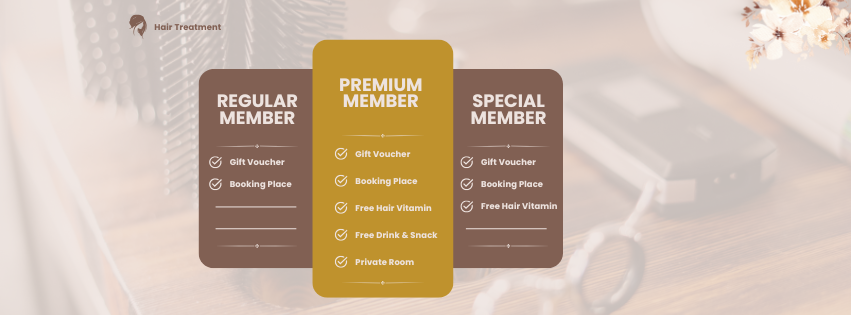 Hair Treatment
REGULAR
MEMBER
Gift Voucher
Booking Place
PREMIUM
MEMBER
Gift Voucher
Booking Place
Free Hair Vitamin
Free Drink & Snack
Private Room
SPECIAL
MEMBER
Gift Voucher
Booking Place
Free Hair Vitamin